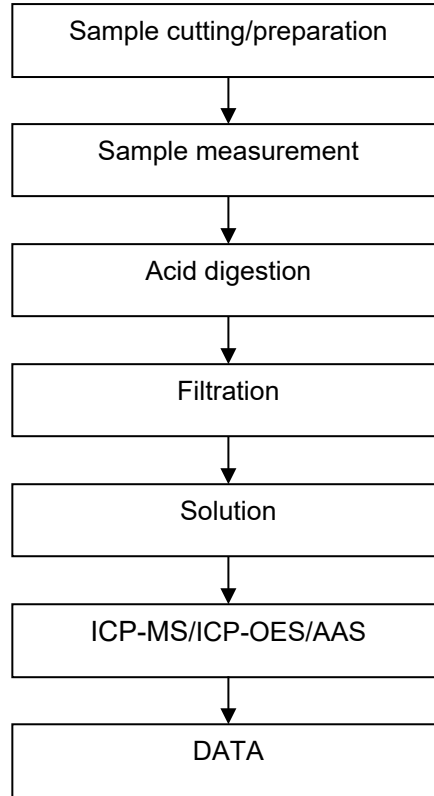 Sample cutting/preparation
Sample measurement
Acid digestion
Filtration
Solution
ICP-MS/ICP-OES/AAS
DATA